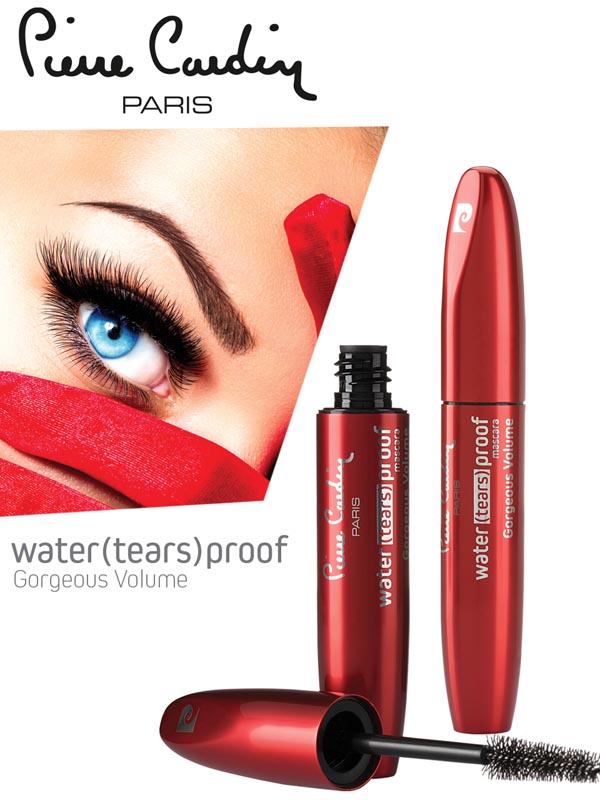 Pierre Cardin
PARIS
water(tears)proof
Gorgeous Volume
Pierre Cardin
PARIS
water (tears) proof
mascara
Gorgeous Volume
Pierre Cardin
PARIS
water (tears) proof
mascara
Gorgeous Volume